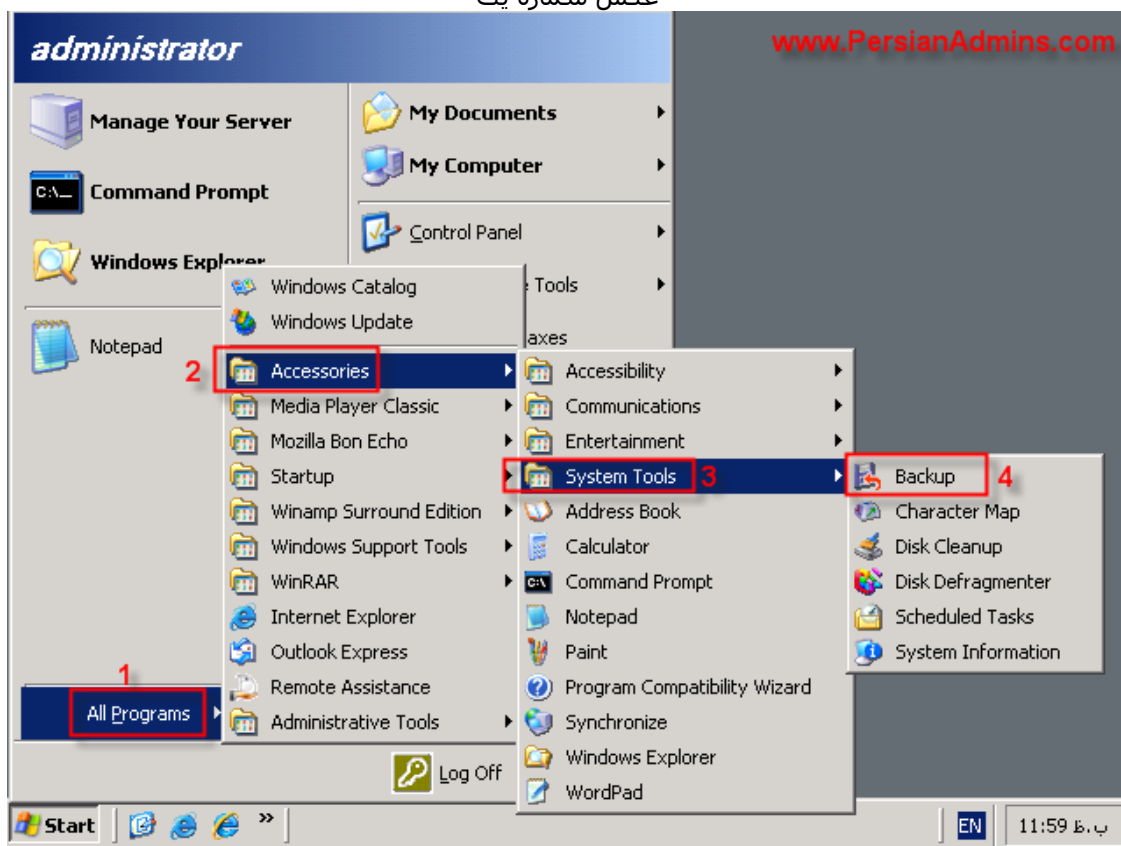 عکس شماره یک
administrator
www.PersianAdmins.com
Manage Your Server
Command Prompt
Windows Explorer
Notepad
My Documents
My Computer
Control Panel
Tools
axes
Windows Catalog
Windows Update
2
Accessories
Media Player Classic
Mozilla Bon Echo
Startup
Winamp Surround Edition
Windows Support Tools
WinRAR
Internet Explorer
Outlook Express
Remote Assistance
Administrative Tools
Accessibility
Communications
Entertainment
System Tools 3
Address Book
Calculator
Command Prompt
Notepad
Paint
Program Compatibility Wizard
Synchronize
Windows Explorer
WordPad
Backup 4
Character Map
Disk Cleanup
Disk Defragmenter
Scheduled Tasks
System Information
1
All Programs
Log Off
Start
»
EN
11:59 ب.ظ